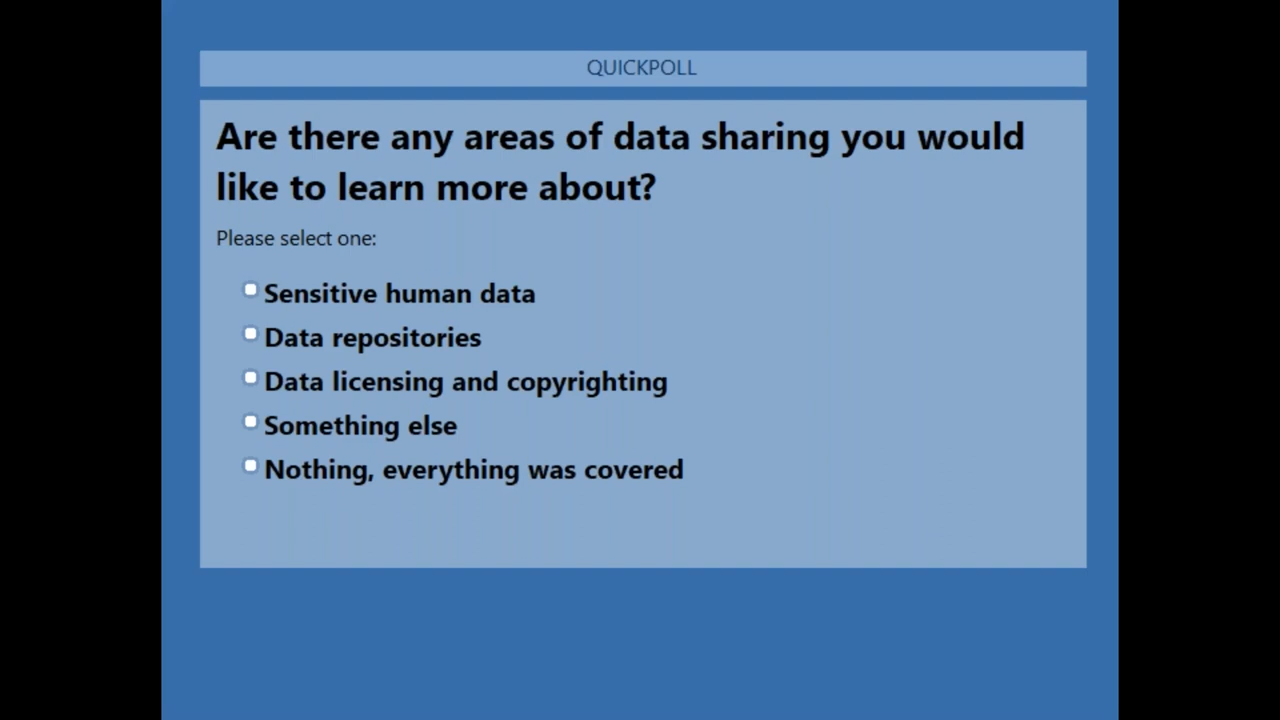 QUICKPOLL
Are there any areas of data sharing you would
like to learn more about?
Please select one:
Sensitive human data
Data repositories
Data licensing and copyrighting
Something else
Nothing, everything was covered